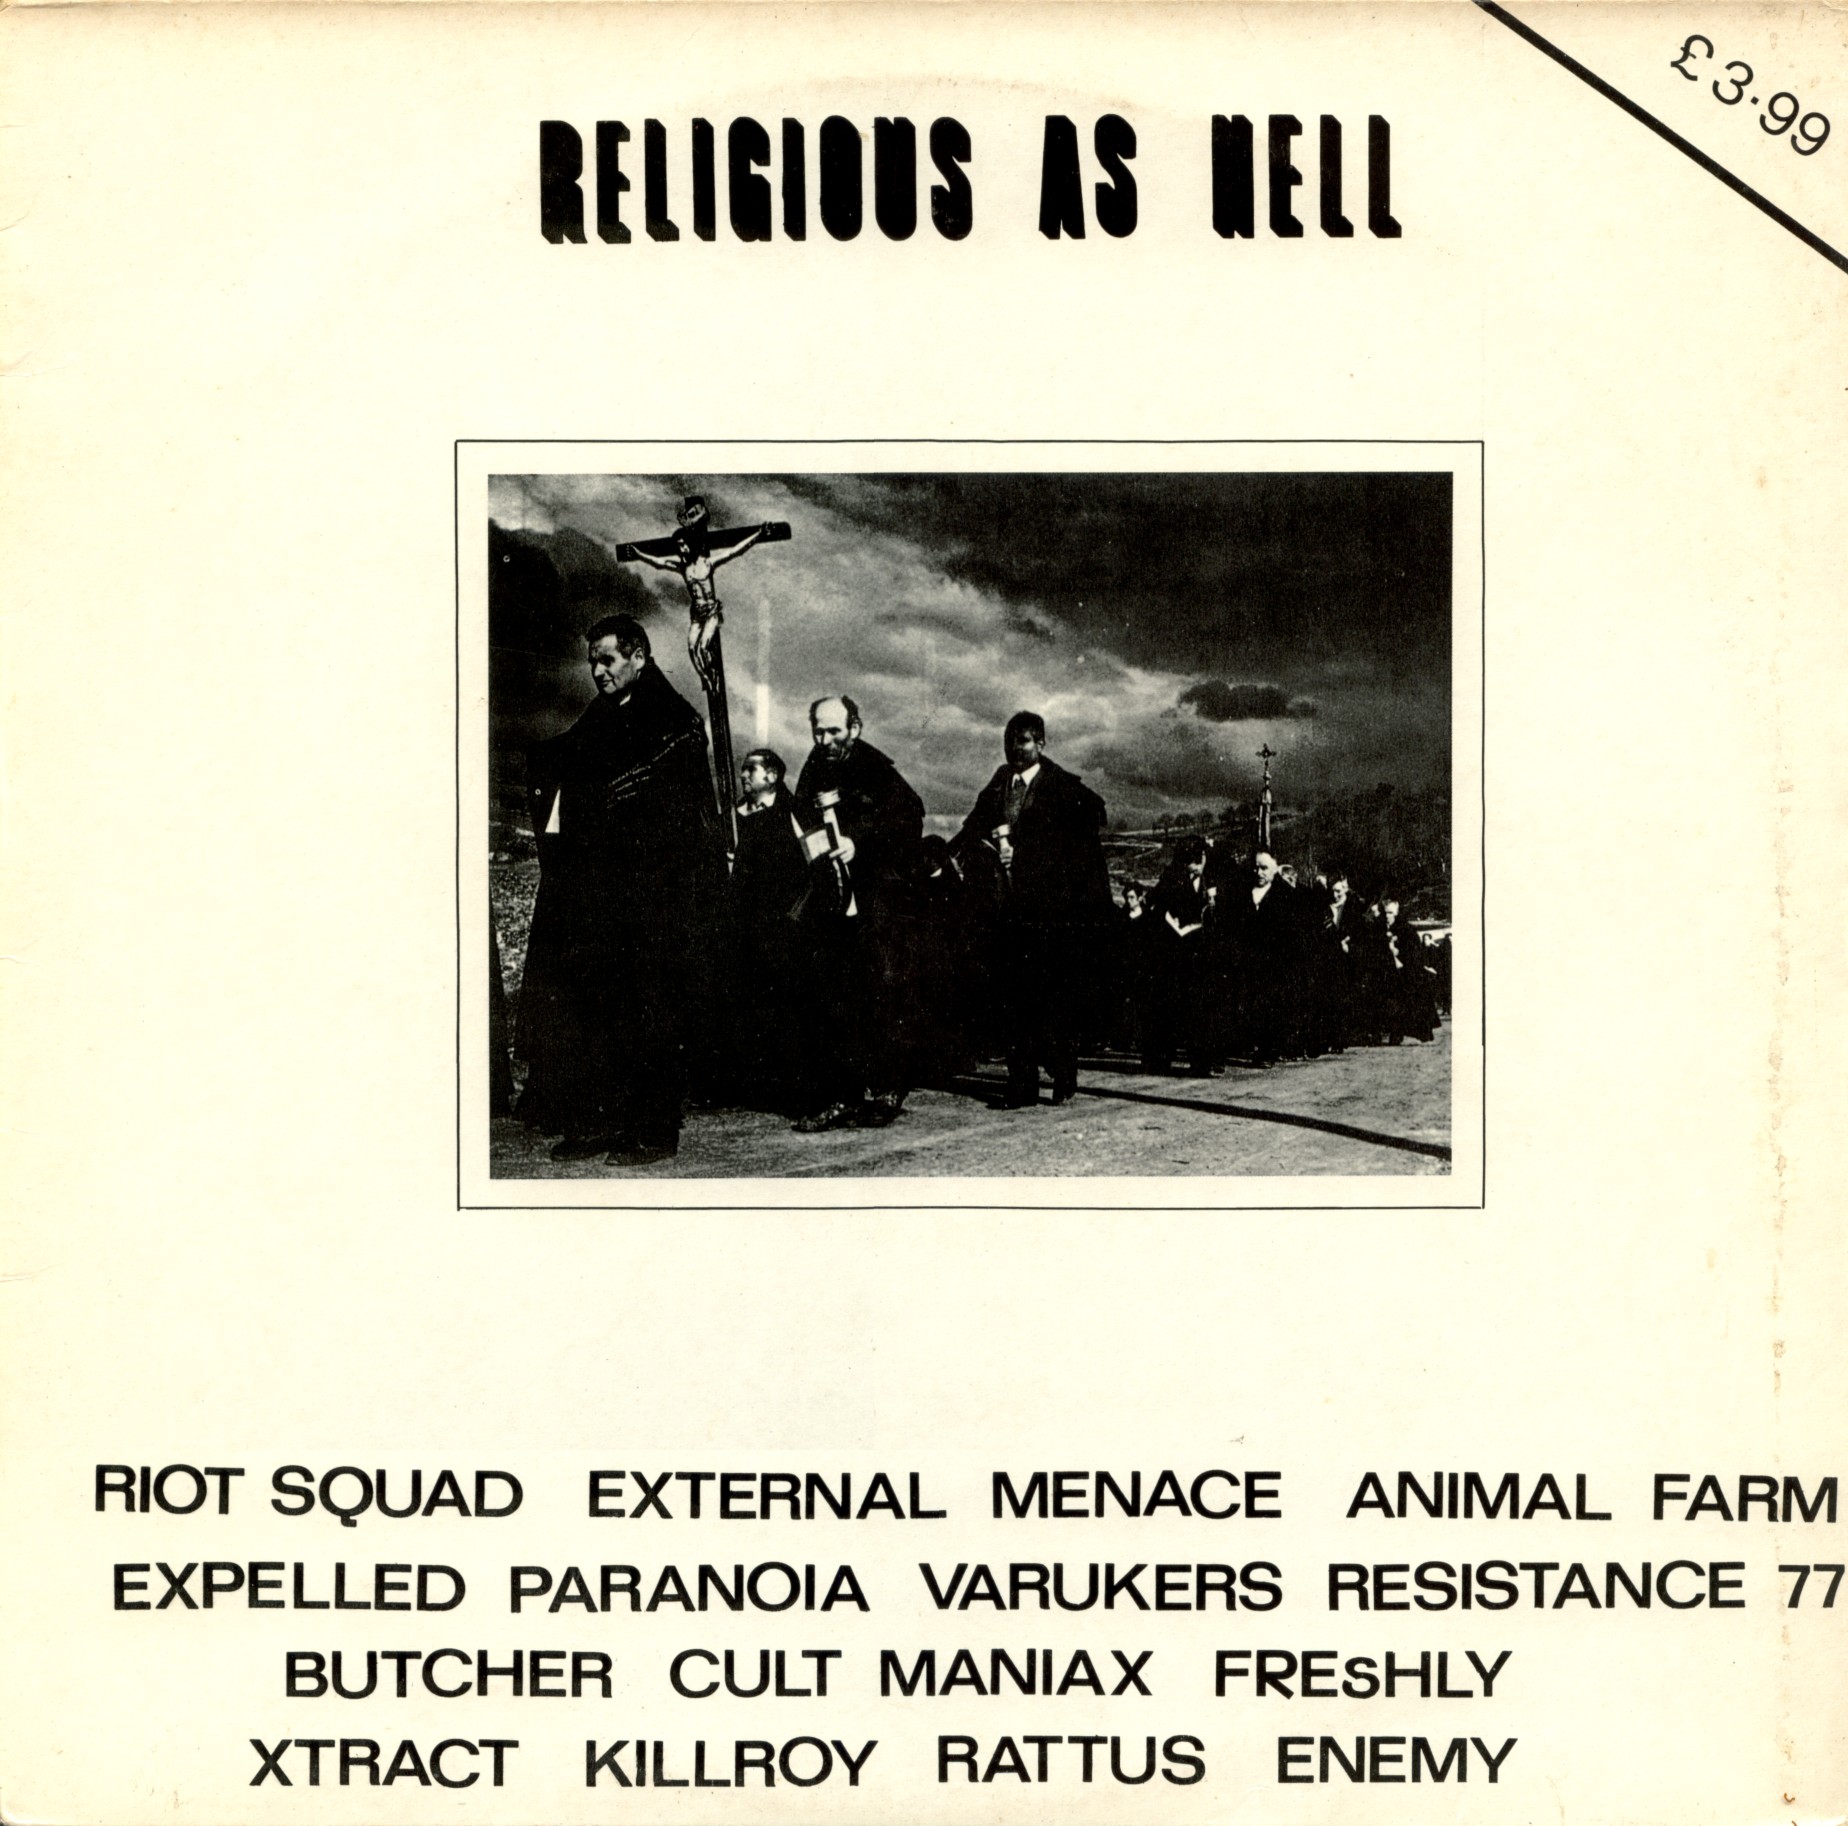 £3.99
RELIGIOUS AS HELL
RIOT SQUAD EXTERNAL MENACE ANIMAL FARM
EXPELLED PARANOIA VARUKERS RESISTANCE 77
BUTCHER CULT MANIAX FREsHLY
XTRACT KILLROY RATTUS ENEMY